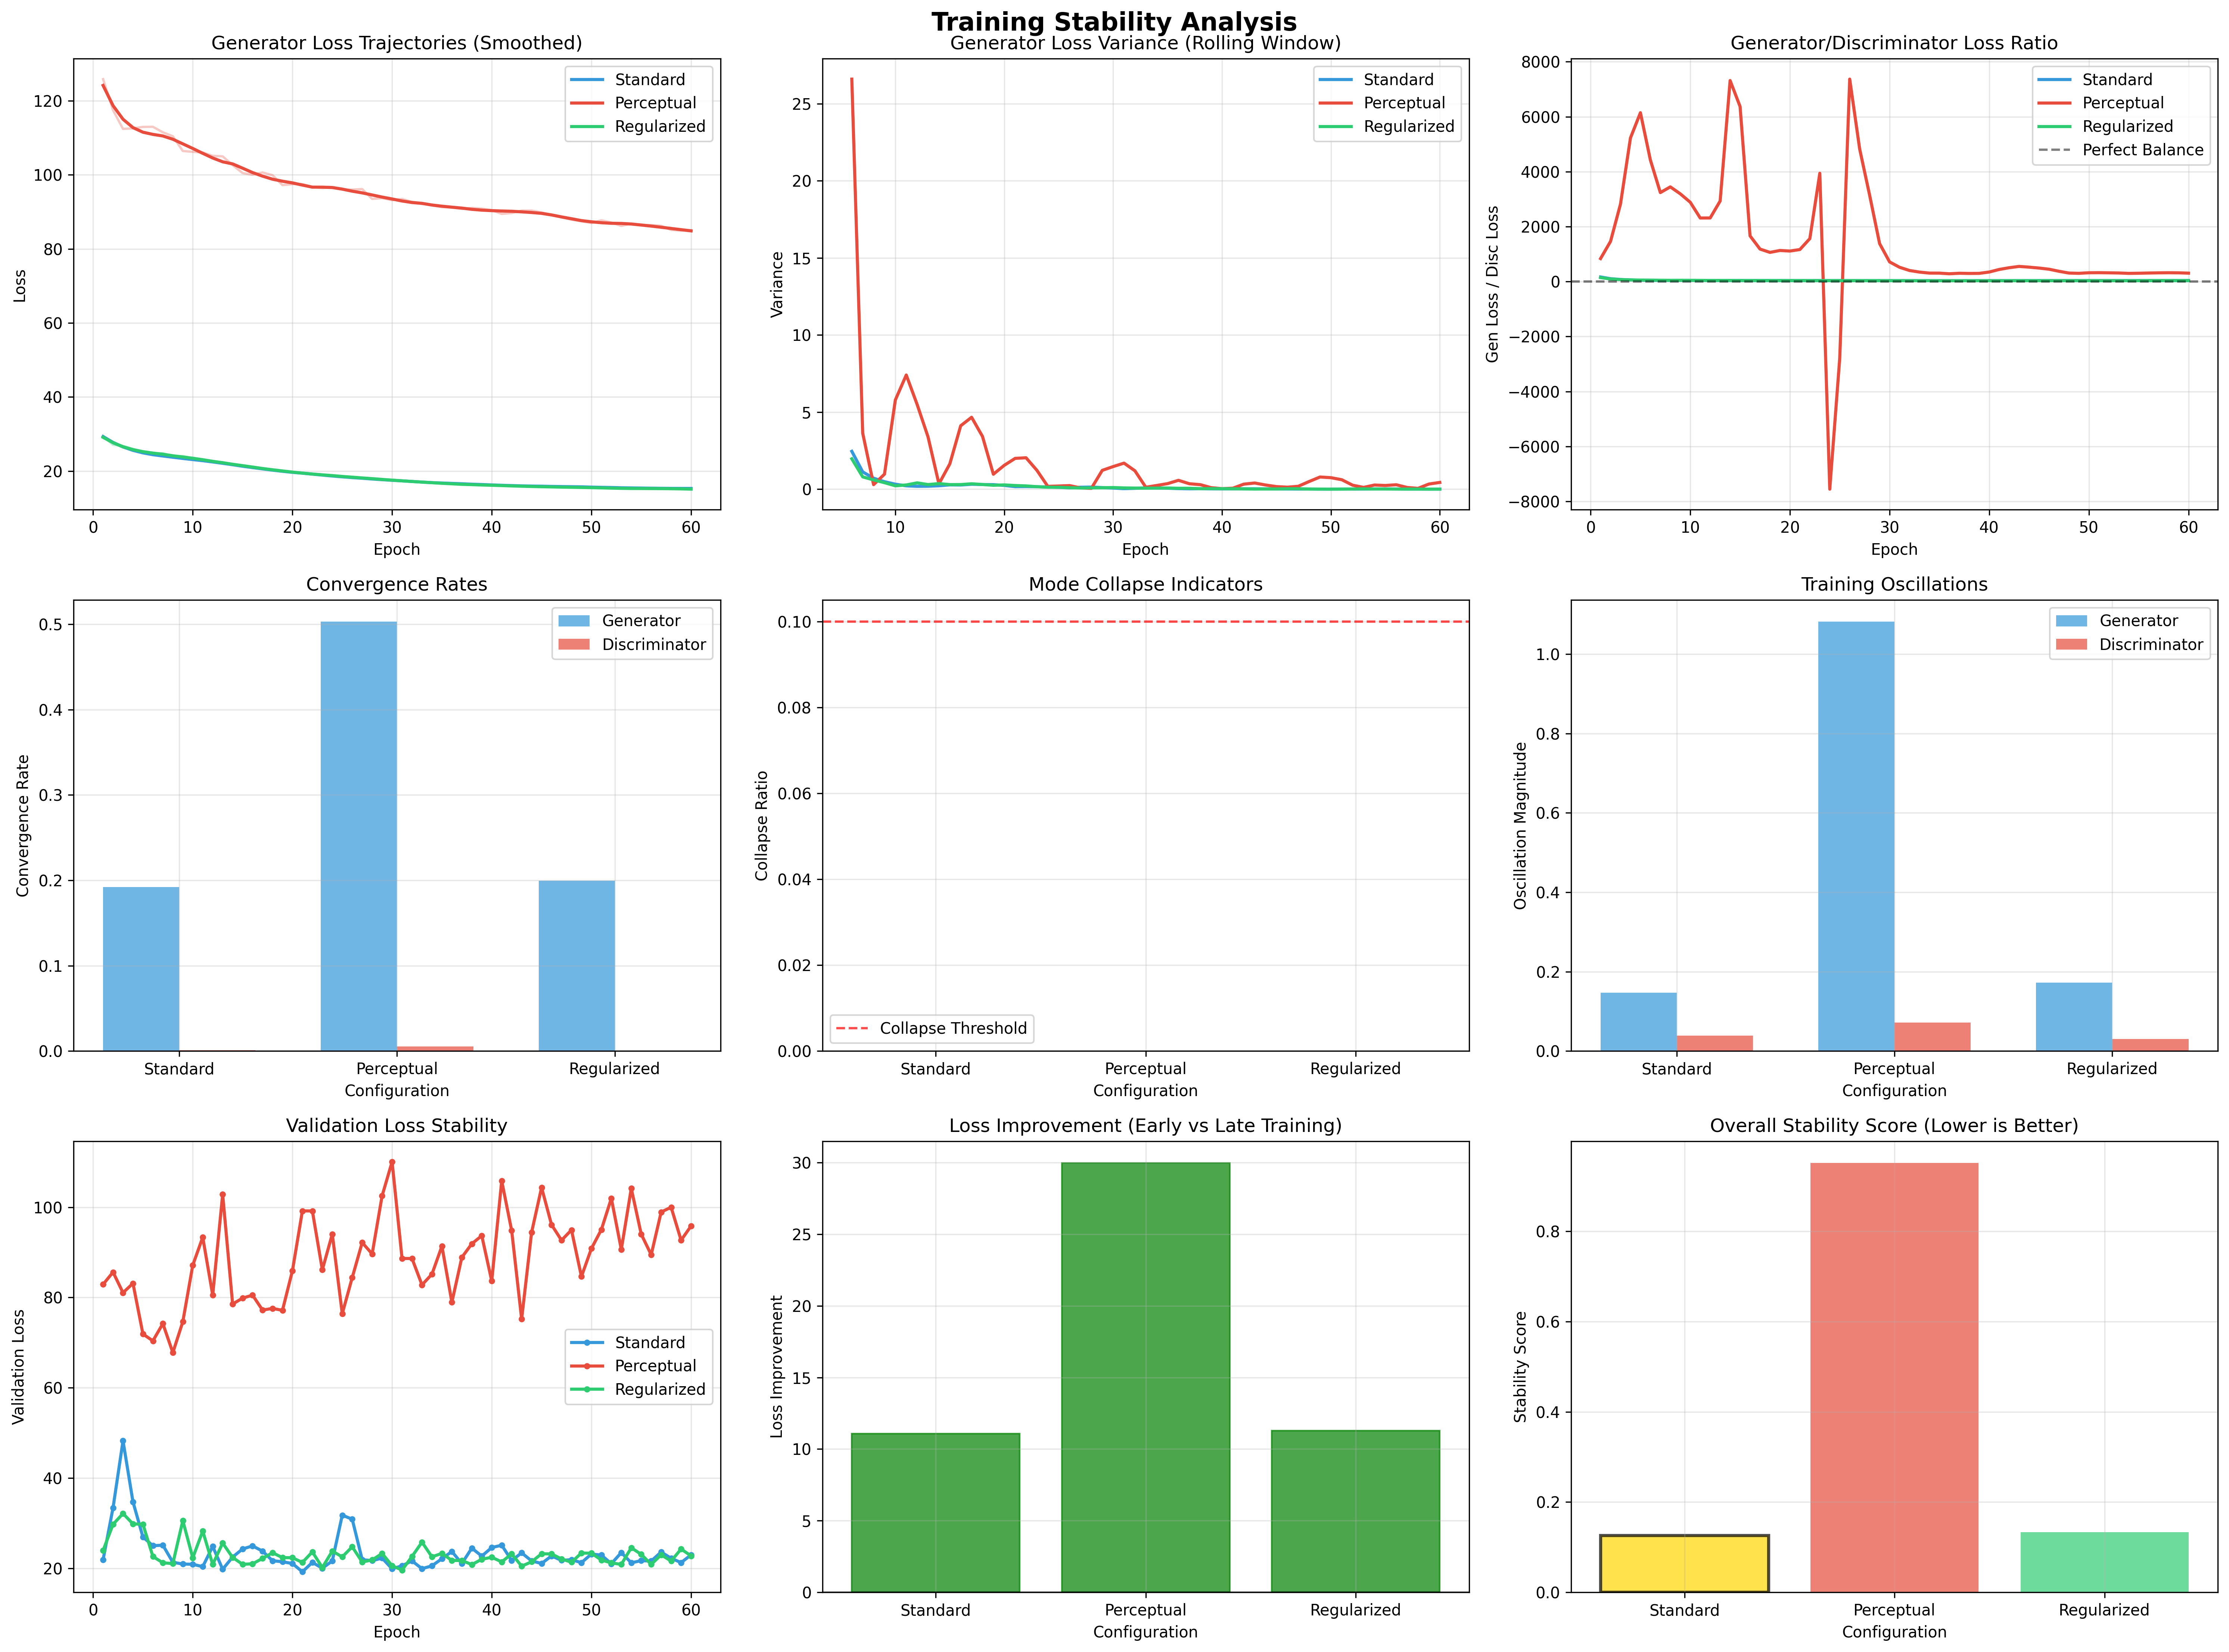 Training Stability Analysis
Generator Loss Trajectories (Smoothed)
Loss
120
100
80
60
40
20
0 10 20 30 40 50 60
Epoch
Standard
Perceptual
Regularized
Generator Loss Variance (Rolling Window)
Variance
25
20
15
10
5
0
10 20 30 40 50 60
Epoch
Standard
Perceptual
Regularized
Generator/Discriminator Loss Ratio
Gen Loss / Disc Loss
8000
6000
4000
2000
0
−2000
−4000
−6000
−8000
0 10 20 30 40 50 60
Epoch
Standard
Perceptual
Regularized
Perfect Balance
Convergence Rates
Convergence Rate
0.5
0.4
0.3
0.2
0.1
0.0
Standard Perceptual Regularized
Configuration
Generator
Discriminator
Mode Collapse Indicators
Collapse Ratio
0.10
0.08
0.06
0.04
0.02
0.00
Collapse Threshold
Standard Perceptual Regularized
Configuration
Training Oscillations
Oscillation Magnitude
1.0
0.8
0.6
0.4
0.2
0.0
Standard Perceptual Regularized
Configuration
Generator
Discriminator
Validation Loss Stability
Validation Loss
100
80
60
40
20
0 10 20 30 40 50 60
Epoch
Standard
Perceptual
Regularized
Loss Improvement (Early vs Late Training)
Loss Improvement
30
25
20
15
10
5
0
Standard Perceptual Regularized
Configuration
Overall Stability Score (Lower is Better)
Stability Score
0.8
0.6
0.4
0.2
0.0
Standard Perceptual Regularized
Configuration